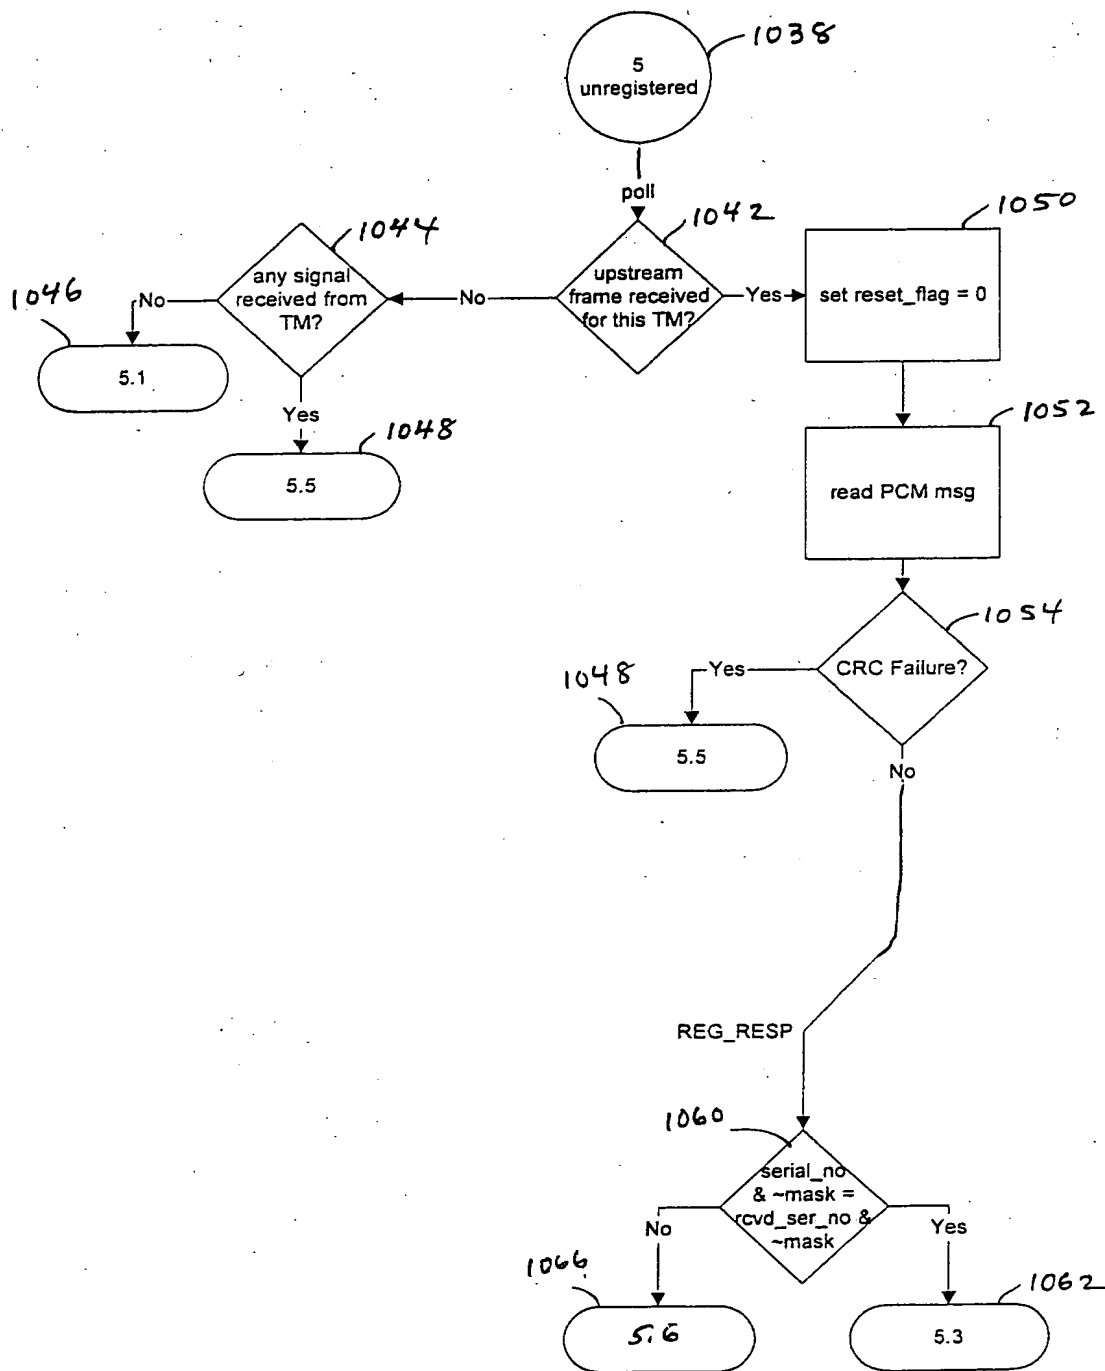 1038
5
unregistered
poll
1042
upstream
frame received
for this TM?
1044
any signal
received from
TM?
No
Yes
1050
set reset_flag = 0
1046
No
5.1
Yes
1048
5.5
1052
read PCM msg
1054
CRC Failure?
Yes
1048
5.5
No
REG_RESP
1060
serial_no
& ~mask =
rcvd_ser_no &
~mask
No
Yes
1066
5.6
1062
5.3